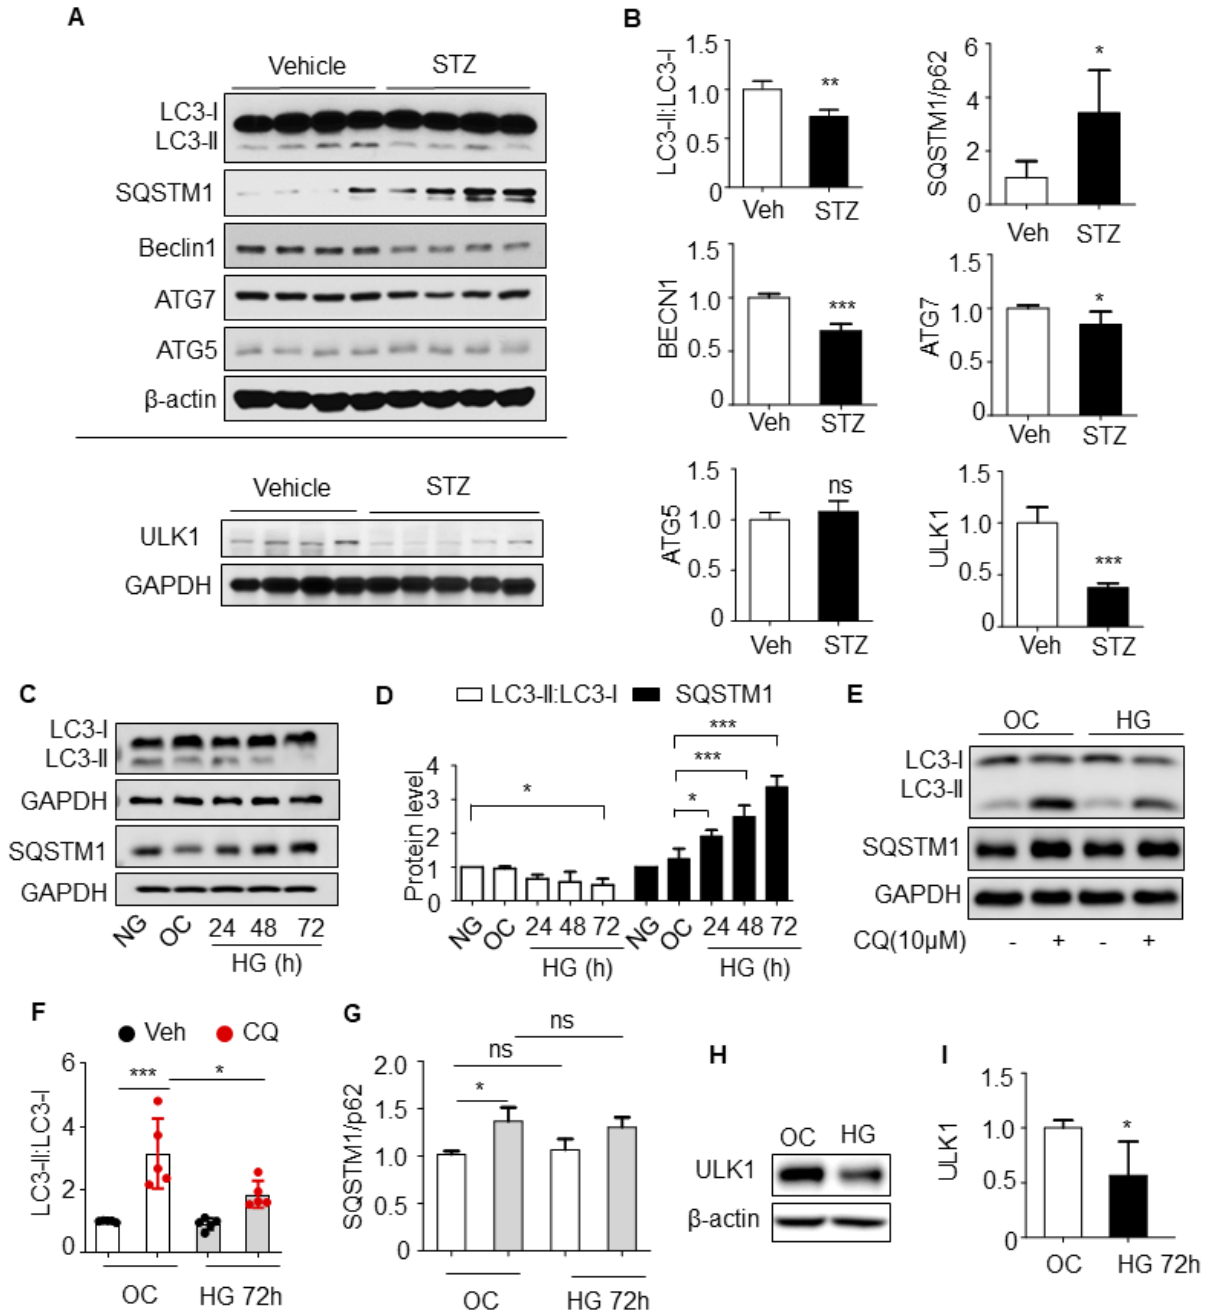 A
Vehicle STZ
LC3-I
LC3-II
SQSTM1
Beclin1
ATG7
ATG5
β-actin
Vehicle STZ
ULK1
GAPDH
B
LC3-II:LC3-I
1.5
1.0
0.5
0
**
Veh STZ
SQSTM1/p62
6
4
2
0
*
Veh STZ
BECN1
1.5
1.0
0.5
0
***
Veh STZ
ATG7
1.5
1.0
0.5
0
*
Veh STZ
ATG5
1.5
1.0
0.5
0
ns
Veh STZ
ULK1
1.5
1.0
0.5
0
***
Veh STZ
C
LC3-I
LC3-II
GAPDH
SQSTM1
GAPDH
NG OC 24 48 72
HG (h)
D
LC3-II:LC3-I SQSTM1
Protein level
4
3
2
1
0
*
*
***
***
NG OC 24 48 72 NG OC 24 48 72
HG (h) HG (h)
E
OC HG
LC3-I
LC3-II
SQSTM1
GAPDH
CQ(10µM) - + - +
F
Veh CQ
LC3-II:LC3-I
6
4
2
0
*** *
OC HG 72h
G
SQSTM1/p62
2.0
1.5
1.0
0.5
0
ns
ns
*
OC HG 72h
H
OC HG
ULK1
β-actin
I
ULK1
1.5
1.0
0.5
0
*
OC HG 72h